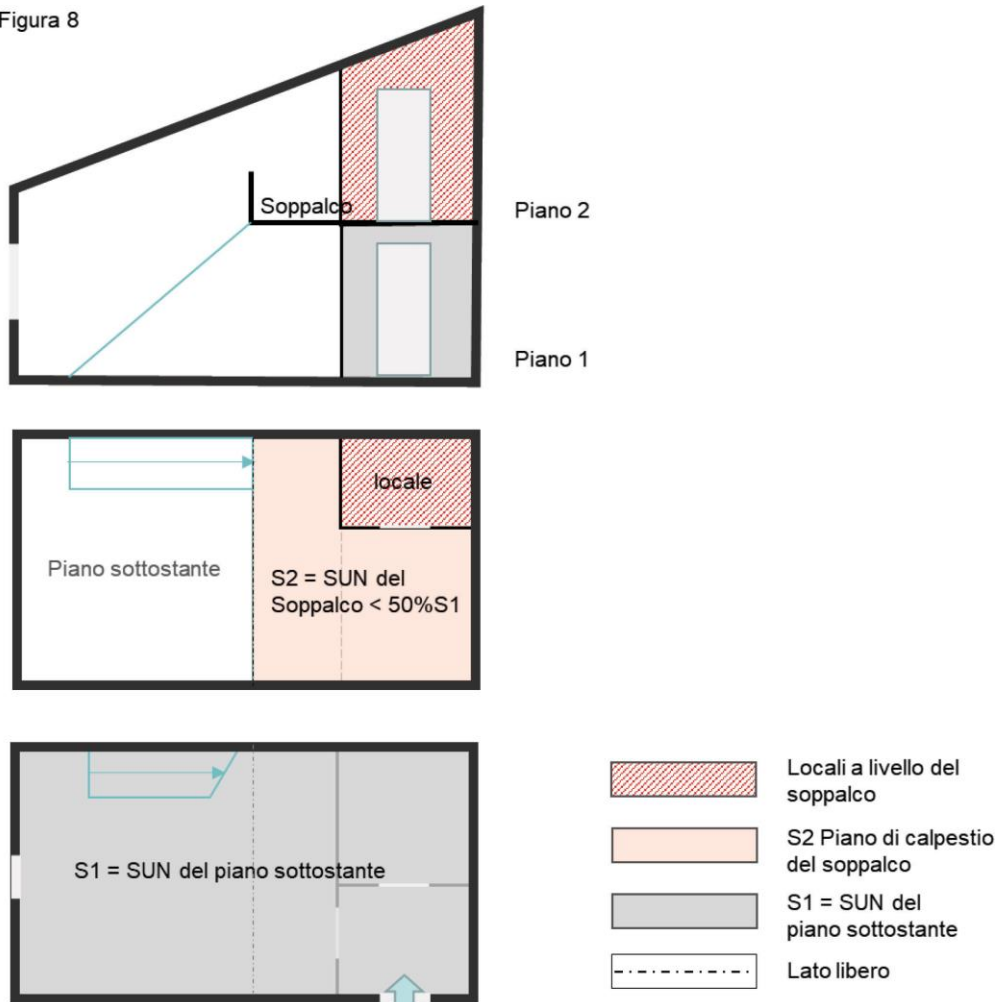 Figura 8
Soppalco
Piano 2
Piano 1
locale
Piano sottostante
S2 = SUN del
Soppalco < 50%S1
S1 = SUN del piano sottostante
Locali a livello del
soppalco
S2 Piano di calpestio
del soppalco
S1 = SUN del
piano sottostante
Lato libero